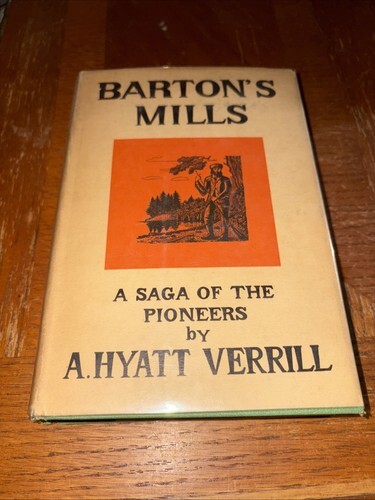 BARTON'S
MILLS
A SAGA OF THE
PIONEERS
by
A. HYATT VERRILL